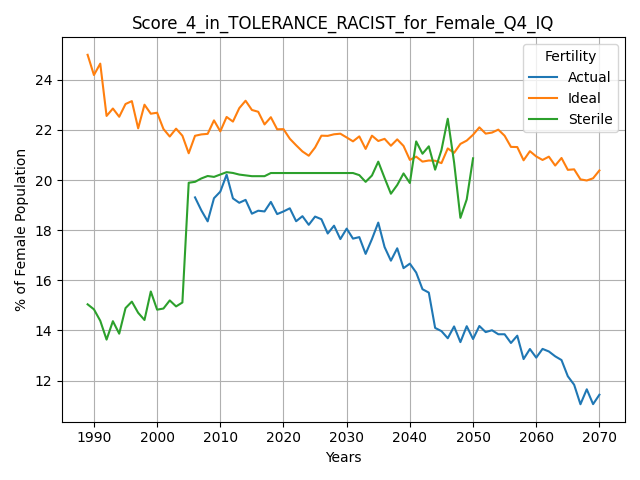 Score_4_in_TOLERANCE_RACIST_for_Female_Q4_IQ
Fertility
Actual
Ideal
Sterile
% of Female Population
24
22
20
18
16
14
12
1990 2000 2010 2020 2030 2040 2050 2060 2070
Years